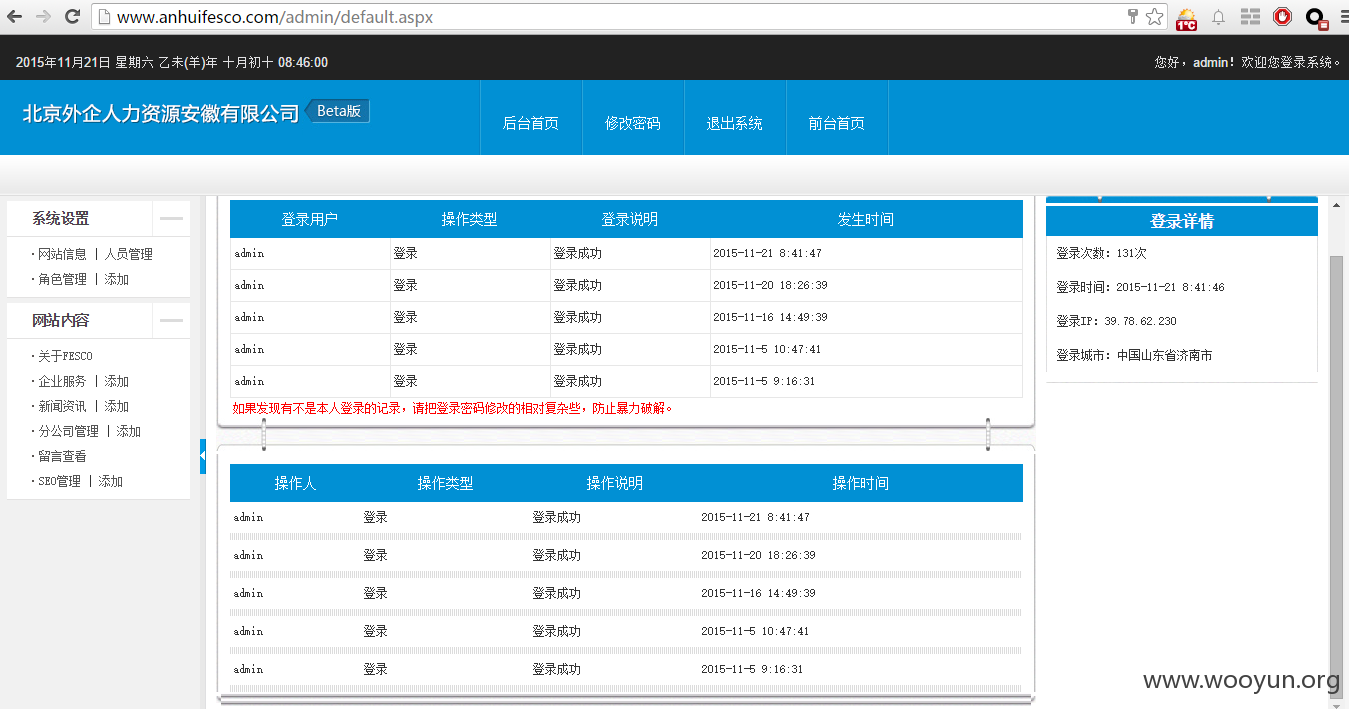 www.anhuifesco.com/admin/default.aspx
1°C
2015年11月21日 星期六 乙未(羊)年 十月初十 08:46:00
您好，admin！欢迎您登录系统。
北京外企人力资源安徽有限公司 Beta版
后台首页 修改密码 退出系统 前台首页
系统设置
· 网站信息 | 人员管理
· 角色管理 | 添加
网站内容
· 关于FESCO
· 企业服务 | 添加
· 新闻资讯 | 添加
· 分公司管理 | 添加
· 留言查看
· SEO管理 | 添加
登录用户 操作类型 登录说明 发生时间
admin 登录 登录成功 2015-11-21 8:41:47
admin 登录 登录成功 2015-11-20 18:26:39
admin 登录 登录成功 2015-11-16 14:49:39
admin 登录 登录成功 2015-11-5 10:47:41
admin 登录 登录成功 2015-11-5 9:16:31
如果发现有不是本人登录的记录，请把登录密码修改的相对复杂些，防止暴力破解。
操作人 操作类型 操作说明 操作时间
admin 登录 登录成功 2015-11-21 8:41:47
admin 登录 登录成功 2015-11-20 18:26:39
admin 登录 登录成功 2015-11-16 14:49:39
admin 登录 登录成功 2015-11-5 10:47:41
admin 登录 登录成功 2015-11-5 9:16:31
登录详情
登录次数：131次
登录时间：2015-11-21 8:41:46
登录IP：39.78.62.230
登录城市：中国山东省济南市
www.wooyun.org